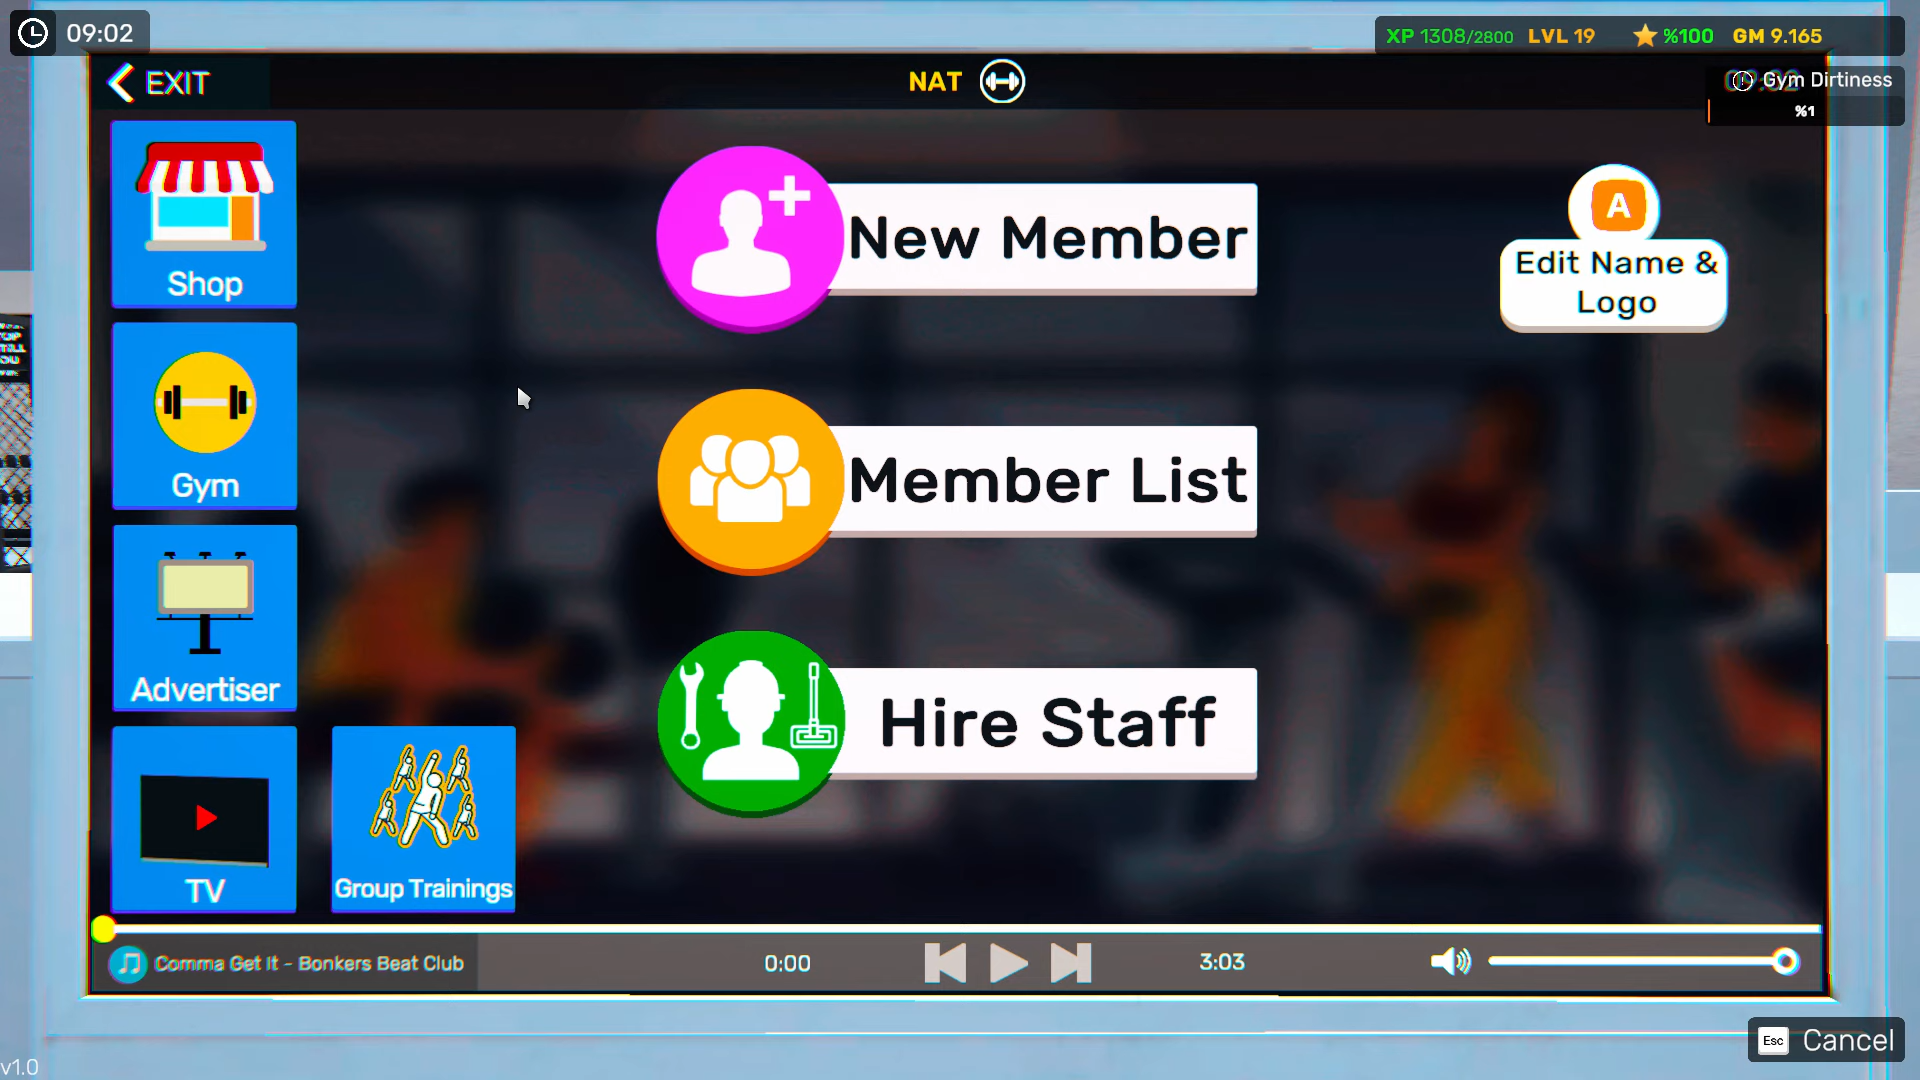 09:02
XP 1308/2800 LVL 19 %100 GM 9.165
EXIT
NAT
Gym Dirtiness
%1
Shop
New Member
A
Edit Name &
Logo
Gym
Member List
Advertiser
Hire Staff
TV
Group Trainings
Comma Get It - Bonkers Beat Club
0:00
3:03
Esc Cancel
v1.0